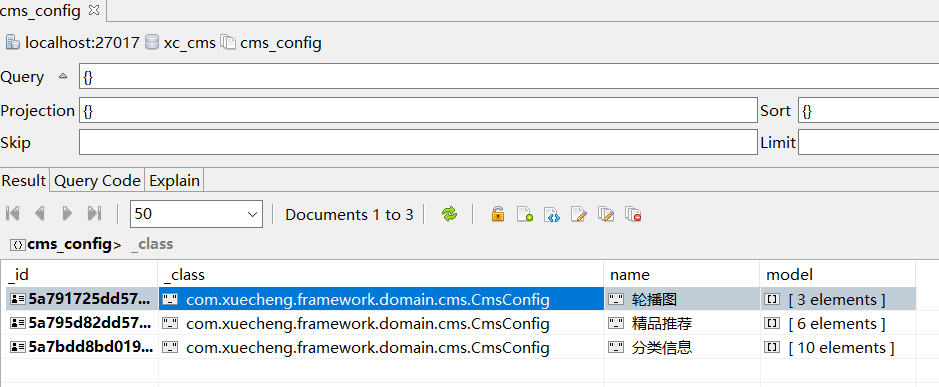 cms_config
localhost:27017 xc_cms cms_config
Query {}
Projection {} Sort {}
Skip Limit
Result Query Code Explain
50 Documents 1 to 3
cms_config> _class
_id _class name model
5a791725dd57... com.xuecheng.framework.domain.cms.CmsConfig 轮播图 [ 3 elements ]
5a795d82dd57... com.xuecheng.framework.domain.cms.CmsConfig 精品推荐 [ 6 elements ]
5a7bdd8bd019... com.xuecheng.framework.domain.cms.CmsConfig 分类信息 [ 10 elements ]